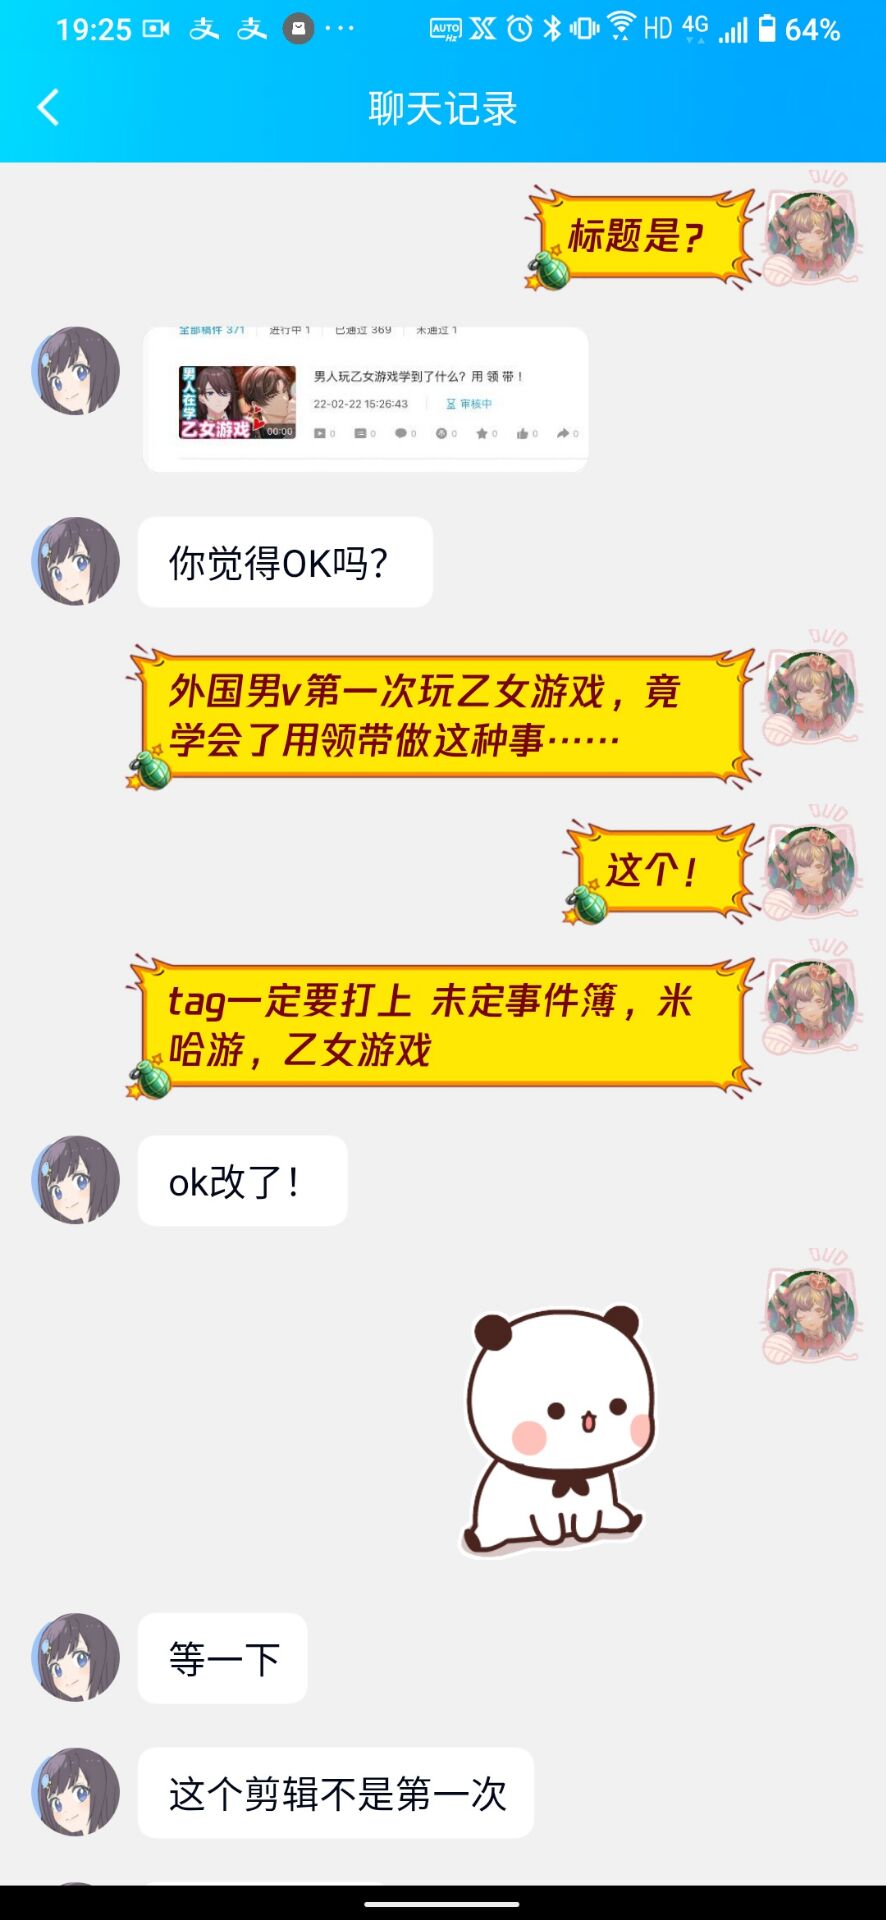 19:25
支 支
AUTO Hz
HD 4G 64%
聊天记录
标题是?
全部稿件 371 进行中 1 已通过 369 未通过 1
男人在学
乙女游戏
00:00
男人玩乙女游戏学到了什么? 用 领 带 !
22-02-22 15:26:43 审核中
0 0 0 0 0 0 0
你觉得OK吗?
外国男v第一次玩乙女游戏，竟
学会了用领带做这种事……
这个!
tag一定要打上 未定事件簿，米
哈游，乙女游戏
ok改了!
等一下
这个剪辑不是第一次